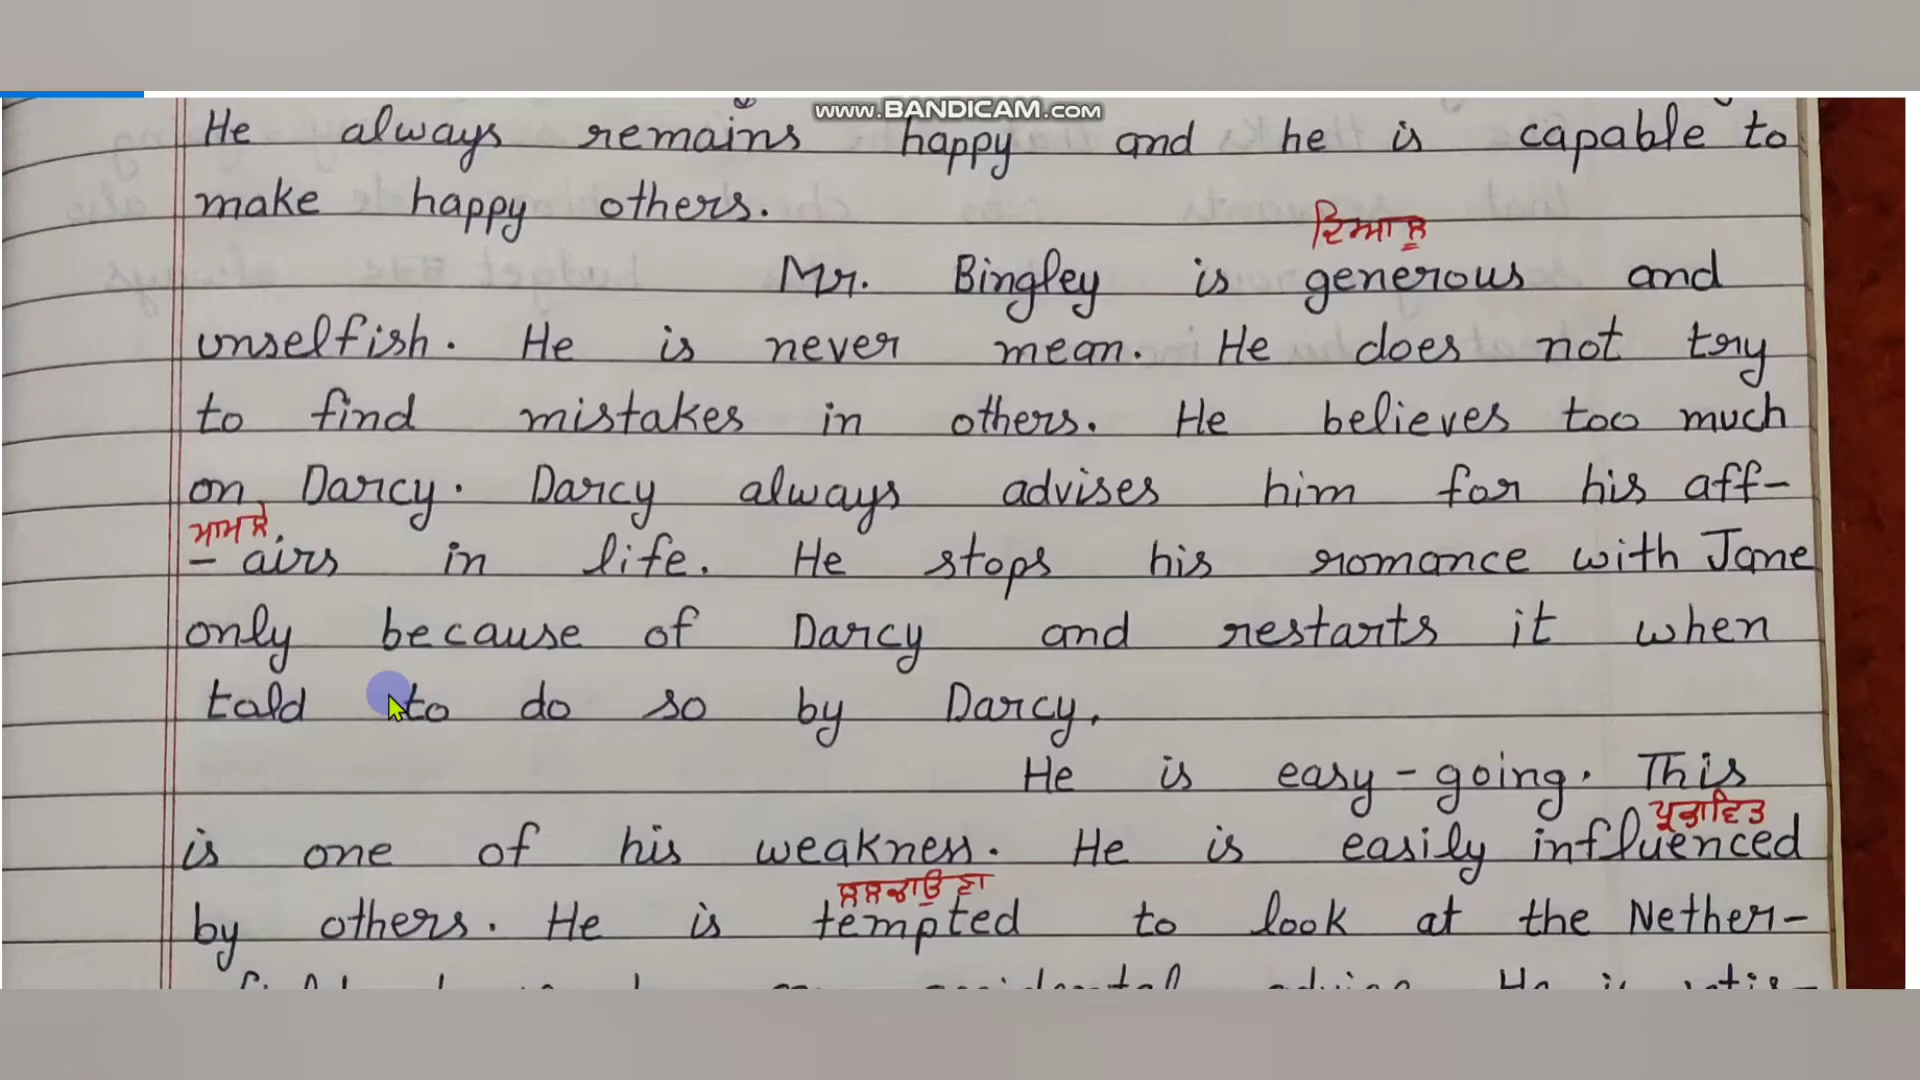 www.BANDICAM.com
He always remains happy and he is capable to
make happy others.
ਦਿਆਲੂ
Mr. Bingley is generous and
unselfish. He is never mean. He does not try
to find mistakes in others. He believes too much
on Darcy. Darcy always advises him for his aff-
ਮਾਮਲੇ
- airs in life. He stops his romance with Jane
only because of Darcy and restarts it when
told to do so by Darcy.
He is easy-going. This
ਪ੍ਰਭਾਵਿਤ
is one of his weakness. He is easily influenced
by others. He is tempted to look at the Nether-